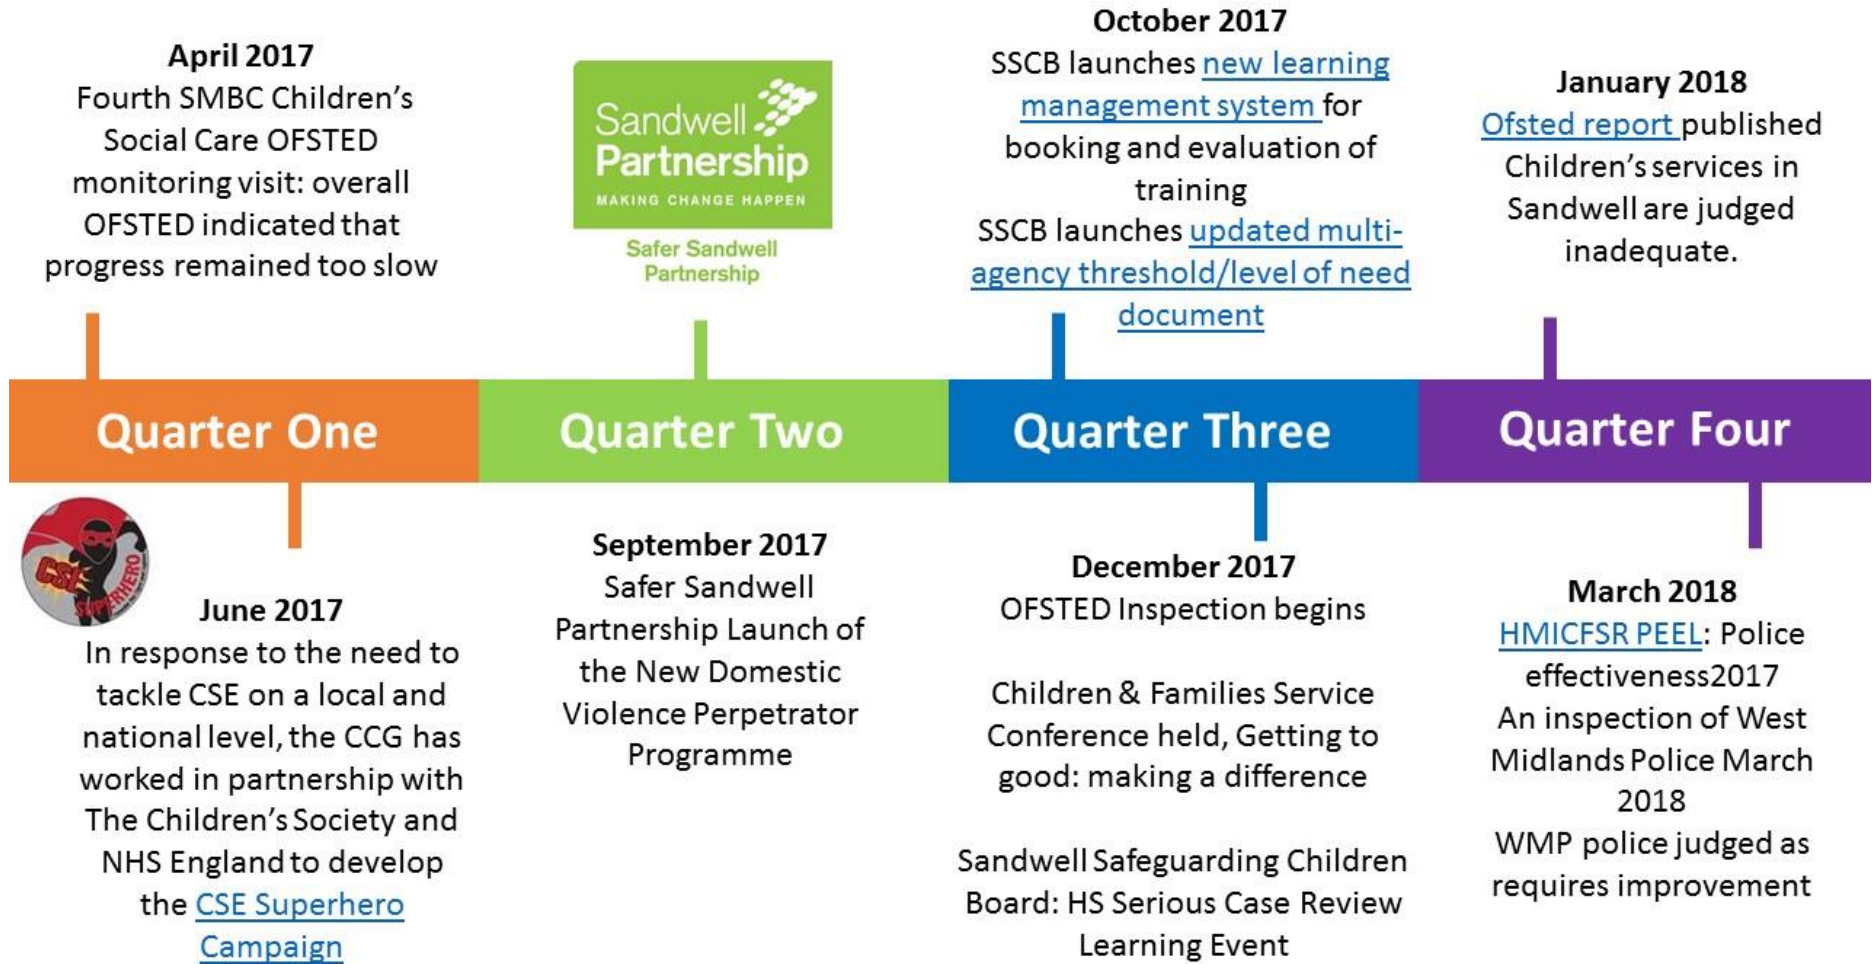 April 2017
Fourth SMBC Children's
Social Care OFSTED
monitoring visit: overall
OFSTED indicated that
progress remained too slow
Sandwell
Partnership
MAKING CHANGE HAPPEN
Safer Sandwell
Partnership
October 2017
SSCB launches new learning
management system for
booking and evaluation of
training
SSCB launches updated multi-
agency threshold/level of need
document
January 2018
Ofsted report published
Children's services in
Sandwell are judged
inadequate.
Quarter One
Quarter Two
Quarter Three
Quarter Four
CSE
SUPERHERO
June 2017
In response to the need to
tackle CSE on a local and
national level, the CCG has
worked in partnership with
The Children's Society and
NHS England to develop
the CSE Superhero
Campaign
September 2017
Safer Sandwell
Partnership Launch of
the New Domestic
Violence Perpetrator
Programme
December 2017
OFSTED Inspection begins
Children & Families Service
Conference held, Getting to
good: making a difference
Sandwell Safeguarding Children
Board: HS Serious Case Review
Learning Event
March 2018
HMICFSR PEEL: Police
effectiveness2017
An inspection of West
Midlands Police March
2018
WMP police judged as
requires improvement